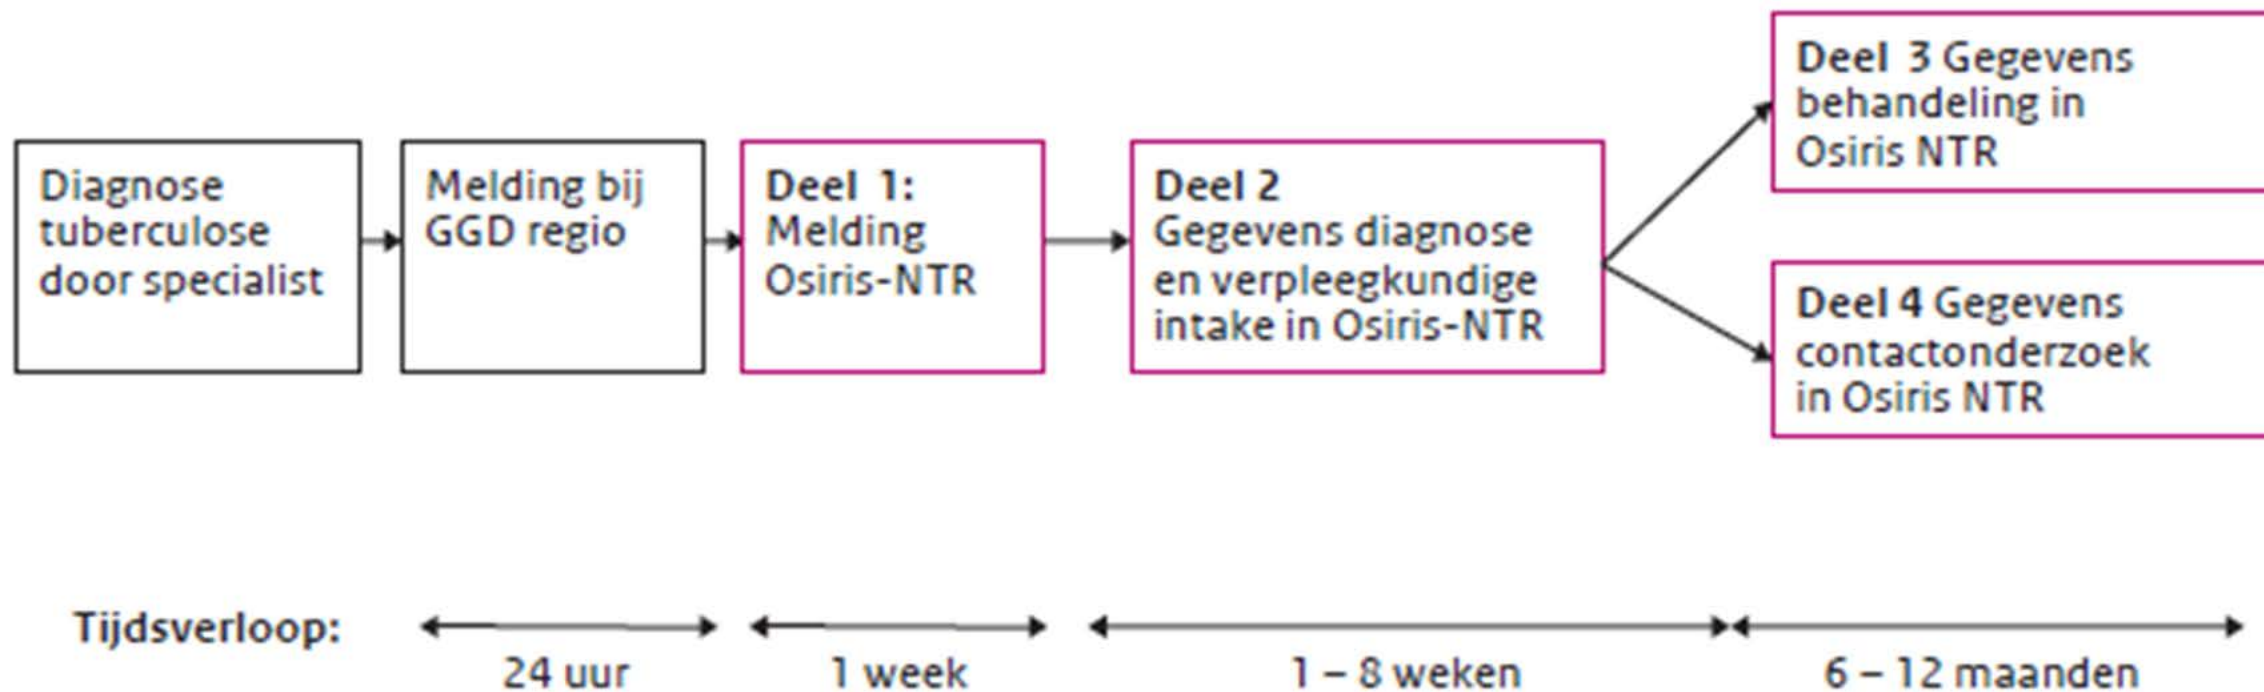 Diagnose
tuberculose
door specialist
Melding bij
GGD regio
Deel 1:
Melding
Osiris-NTR
Deel 2
Gegevens diagnose
en verpleegkundige
intake in Osiris-NTR
Deel 3 Gegevens
behandeling in
Osiris NTR
Deel 4 Gegevens
contactonderzoek
in Osiris NTR
Tijdsverloop:
24 uur
1 week
1 – 8 weken
6 – 12 maanden